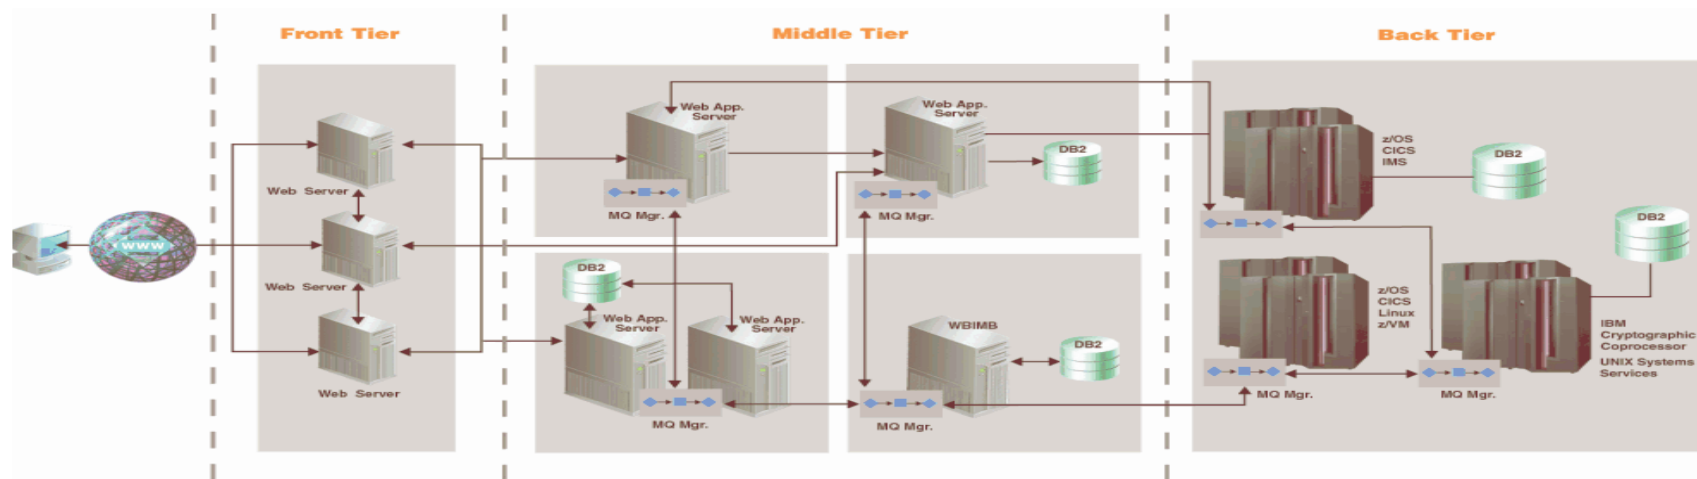 Front Tier
Middle Tier
Back Tier
WWW
Web Server
Web Server
Web Server
Web App.
Server
MQ Mgr.
Web App.
Server
DB2
MQ Mgr.
DB2
Web App.
Server
Web App.
Server
MQ Mgr.
WBIMB
DB2
MQ Mgr.
z/OS
CICS
IMS
DB2
DB2
z/OS
CICS
Linux
z/VM
MQ Mgr.
IBM
Cryptographic
Coprocessor
UNIX Systems
Services
MQ Mgr.